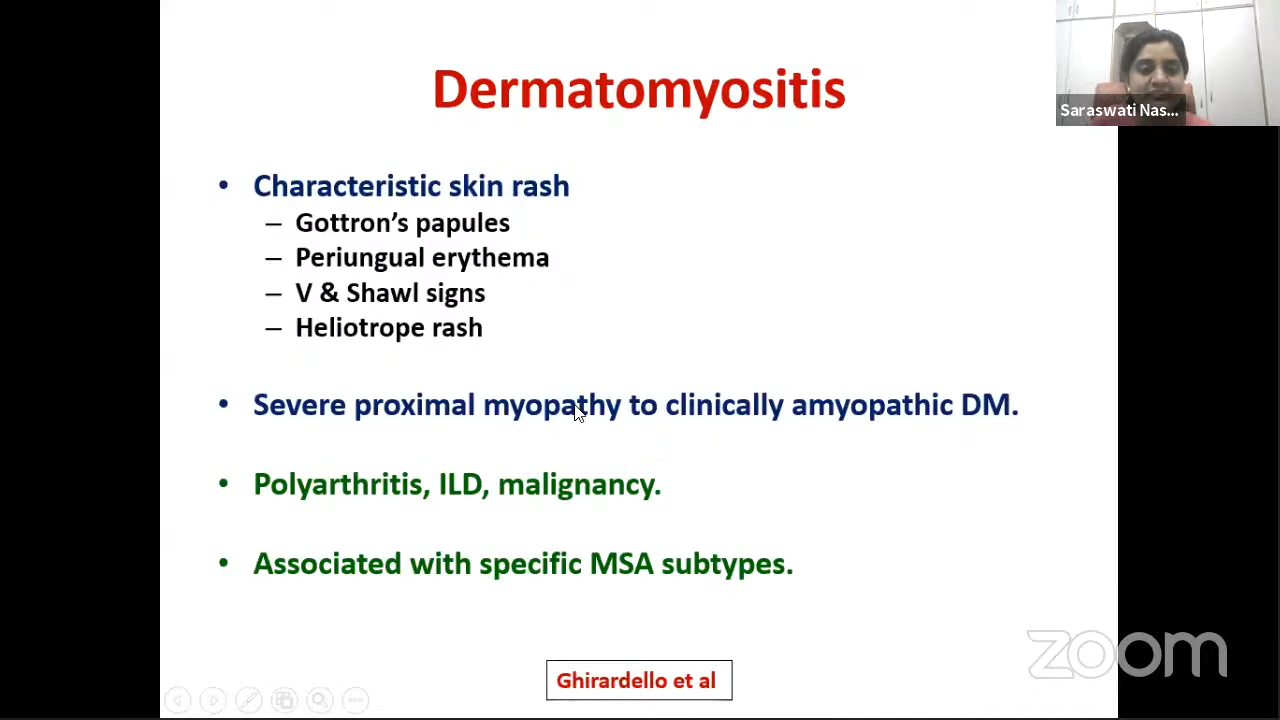 Dermatomyositis
Saraswati Nas...
• Characteristic skin rash
– Gottron’s papules
– Periungual erythema
– V & Shawl signs
– Heliotrope rash
• Severe proximal myopathy to clinically amyopathic DM.
• Polyarthritis, ILD, malignancy.
• Associated with specific MSA subtypes.
zoom
Ghirardello et al